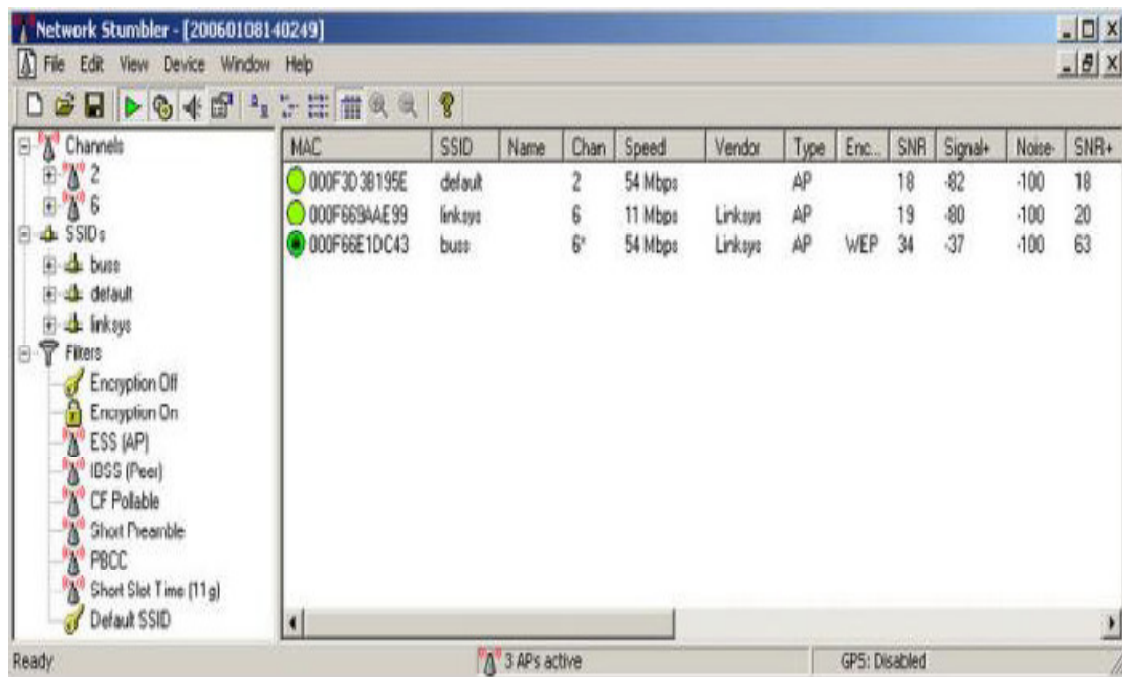 Network Stumbler - [20060108140249]
File Edit View Device Window Help
Channels
2
6
SSIDs
buss
default
linksys
Filters
Encryption Off
Encryption On
ESS (AP)
IBSS (Peer)
CF Pollable
Short Preamble
PBCC
Short Slot Time (11g)
Default SSID
MAC SSID Name Chan Speed Vendor Type Enc... SNR Signal+ Noise- SNR+
000F3D38195E default 2 54 Mbps AP 18 -82 -100 18
000F669AAE99 linksys 6 11 Mbps Linksys AP 19 -80 -100 20
000F66E1DC43 buss 6* 54 Mbps Linksys AP WEP 34 -37 -100 63
Ready 3 APs active GPS: Disabled